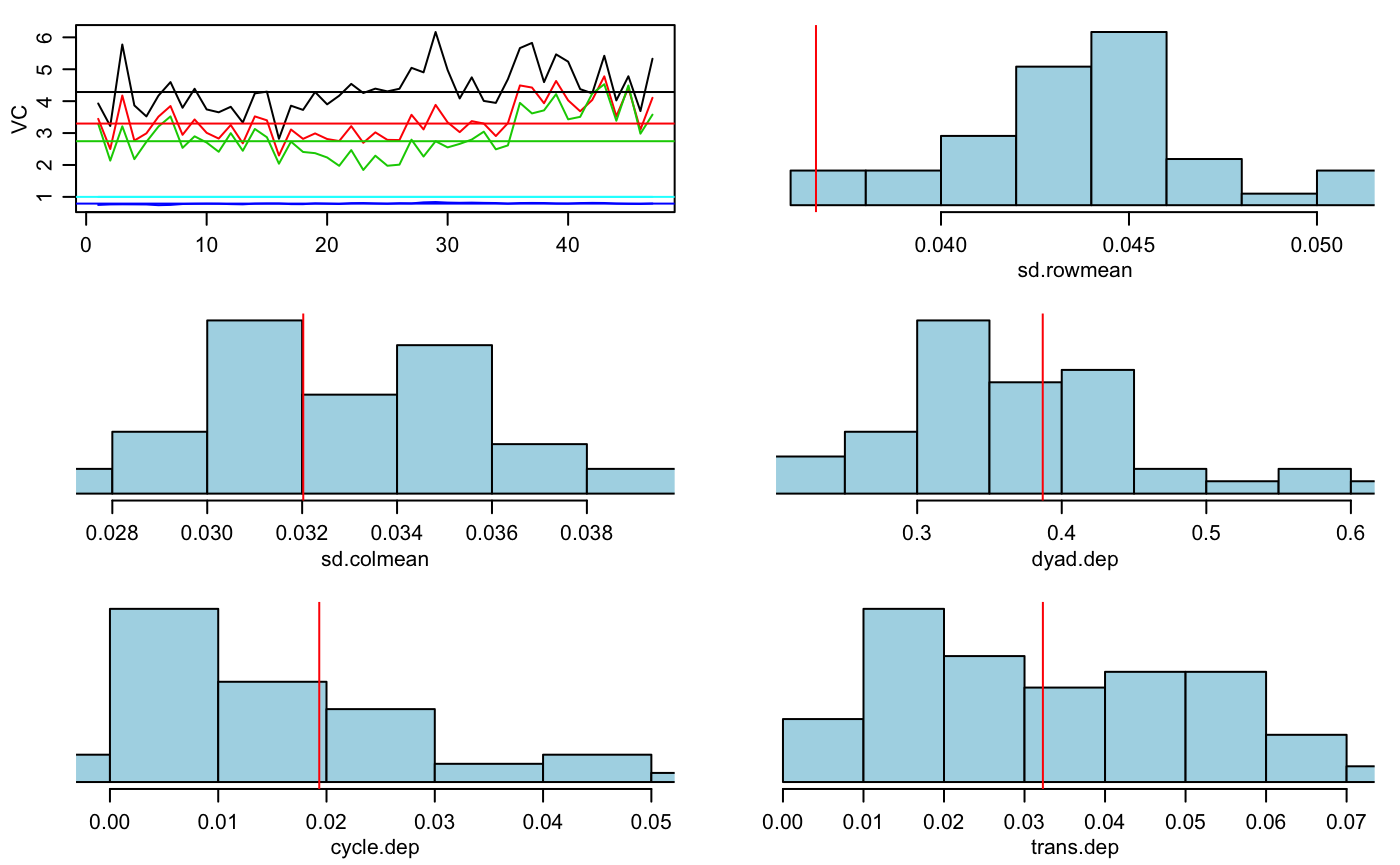 VC
6
5
4
3
2
1
0 10 20 30 40
0.040 0.045 0.050
sd.rowmean
0.028 0.030 0.032 0.034 0.036 0.038
sd.colmean
0.3 0.4 0.5 0.6
dyad.dep
0.00 0.01 0.02 0.03 0.04 0.05
cycle.dep
0.00 0.01 0.02 0.03 0.04 0.05 0.06 0.07
trans.dep